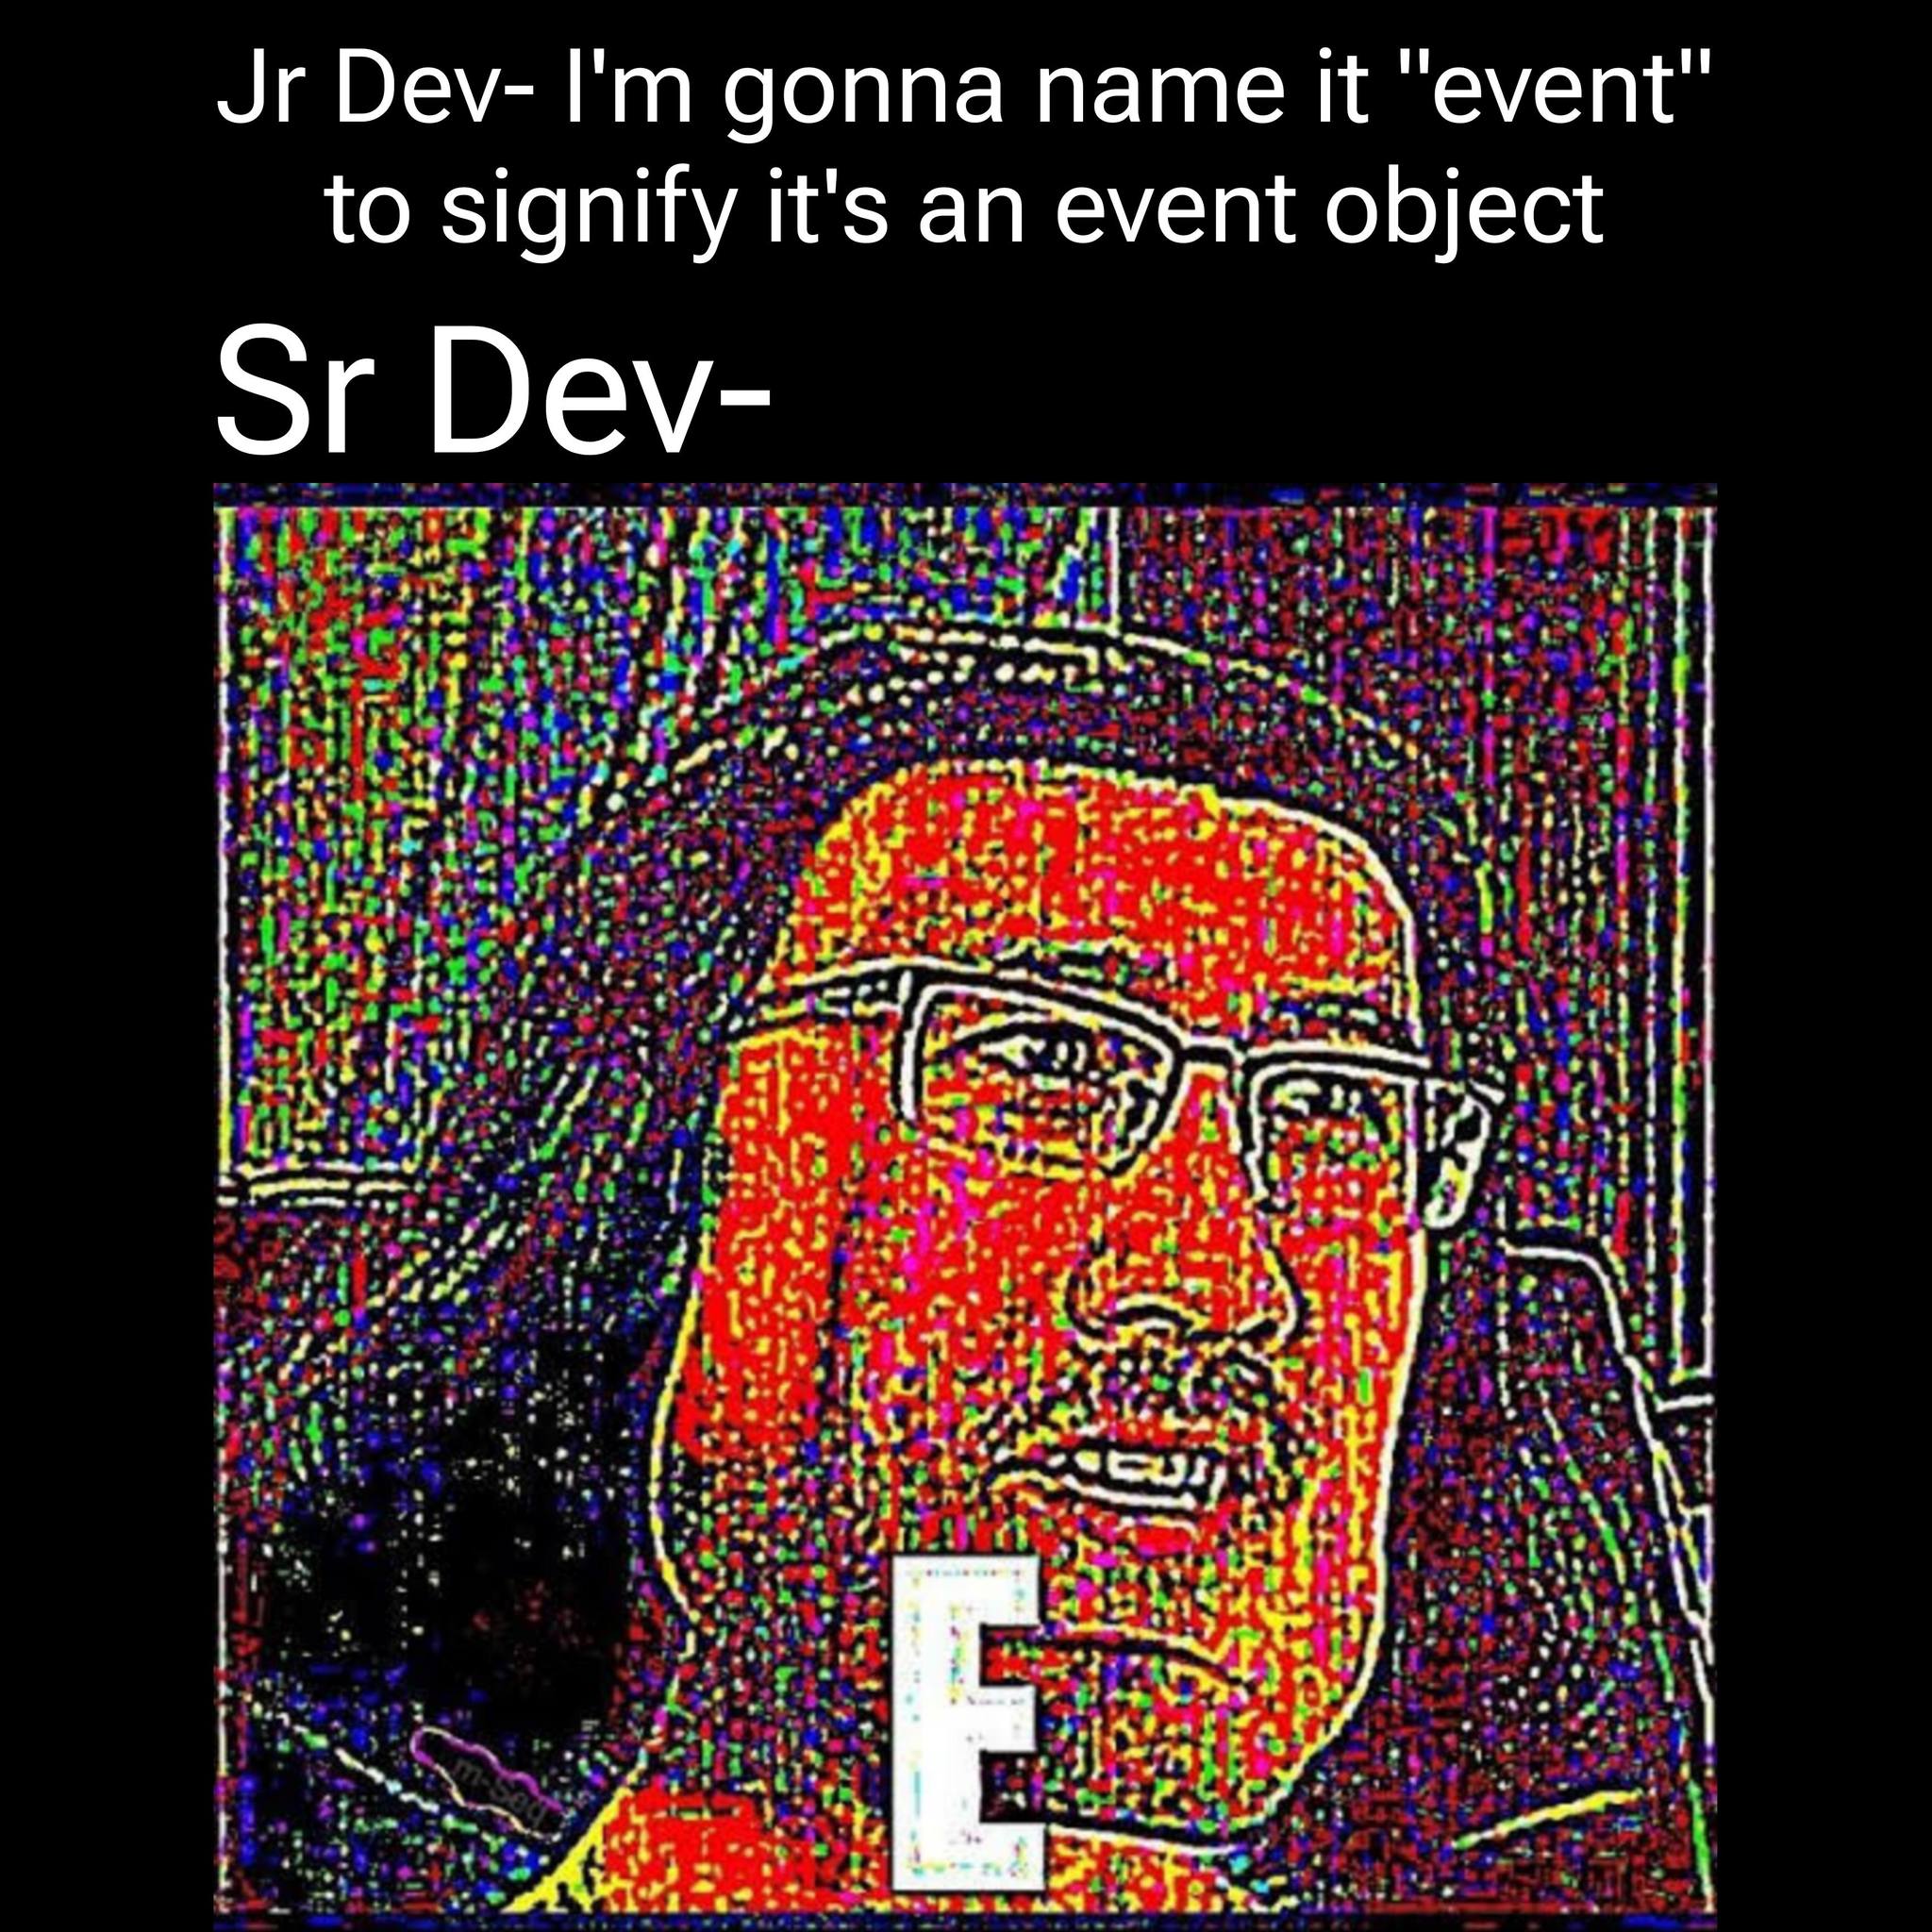 Jr Dev- I'm gonna name it "event"
to signify it's an event object
Sr Dev-
E